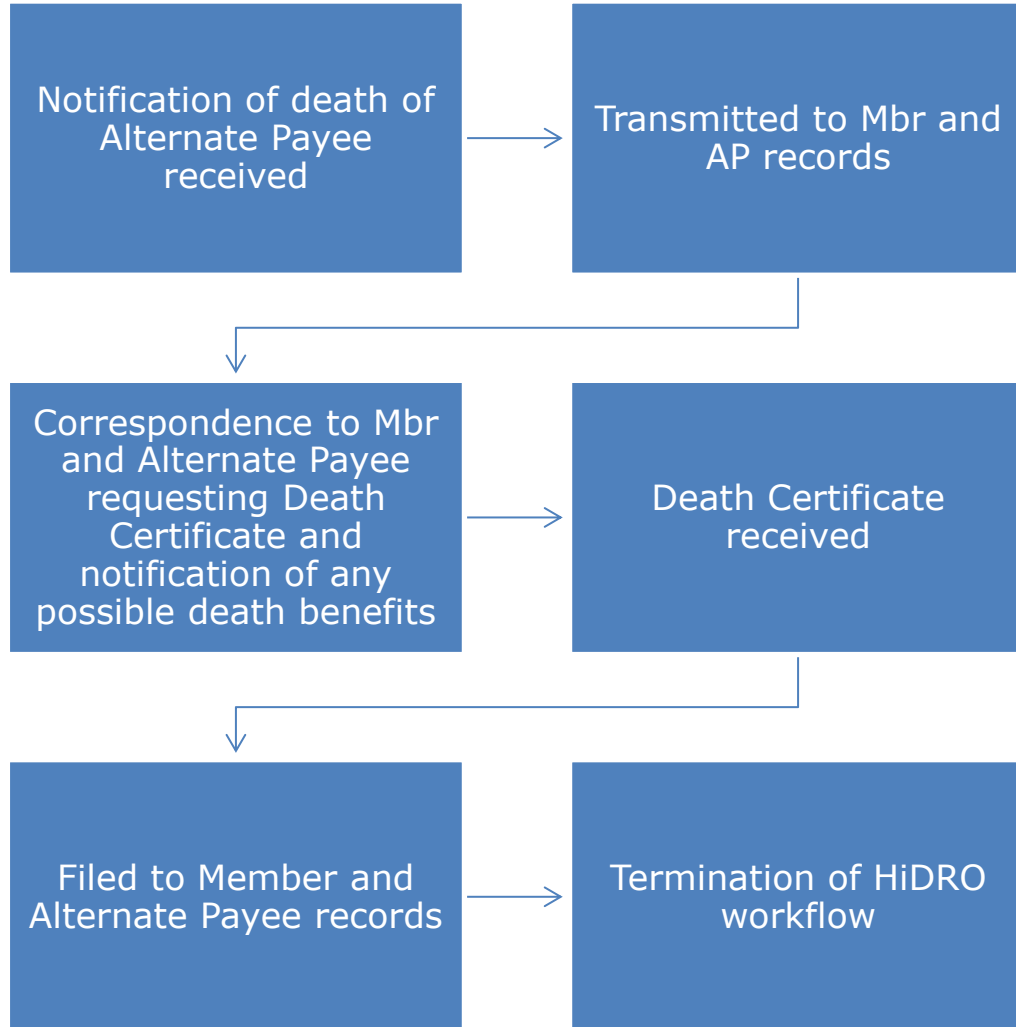 Notification of death of
Alternate Payee
received
Transmitted to Mbr and
AP records
Correspondence to Mbr
and Alternate Payee
requesting Death
Certificate and
notification of any
possible death benefits
Death Certificate
received
Filed to Member and
Alternate Payee records
Termination of HiDRO
workflow